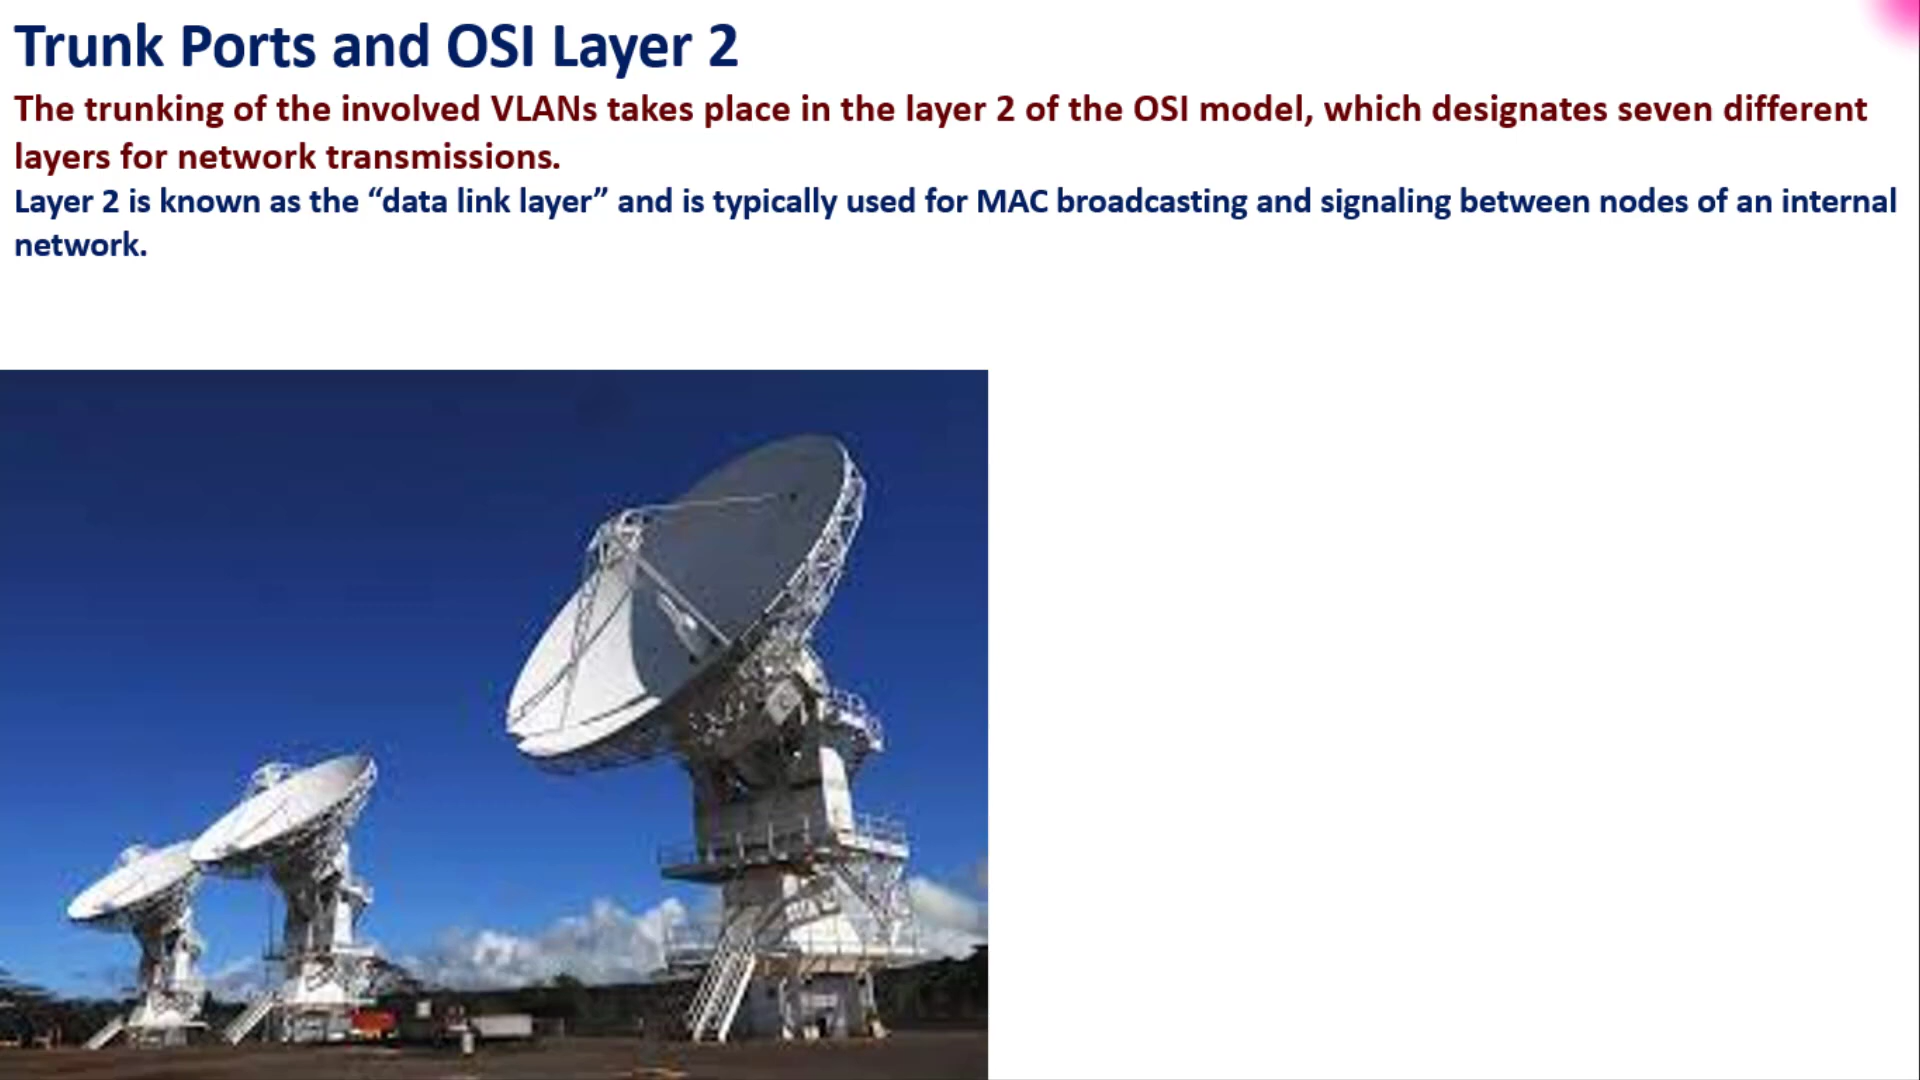 Trunk Ports and OSI Layer 2
The trunking of the involved VLANs takes place in the layer 2 of the OSI model, which designates seven different
layers for network transmissions.
Layer 2 is known as the “data link layer” and is typically used for MAC broadcasting and signaling between nodes of an internal
network.